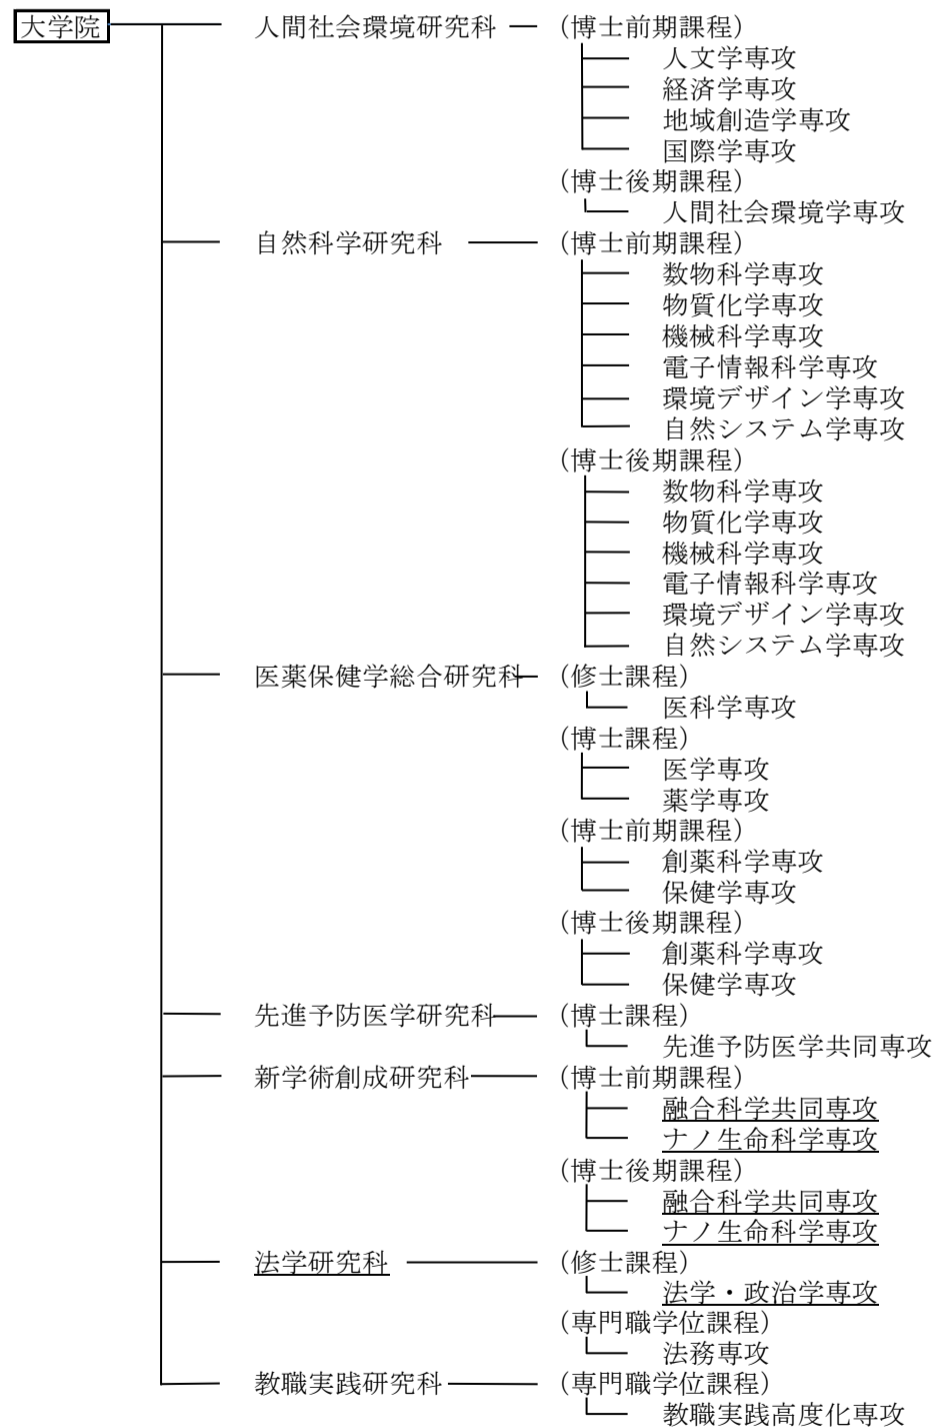 大学院 人間社会環境研究科 (博士前期課程)
人文学専攻
経済学専攻
地域創造学専攻
国際学専攻
(博士後期課程)
人間社会環境学専攻
自然科学研究科 (博士前期課程)
数物科学専攻
物質化学専攻
機械科学専攻
電子情報科学専攻
環境デザイン学専攻
自然システム学専攻
(博士後期課程)
数物科学専攻
物質化学専攻
機械科学専攻
電子情報科学専攻
環境デザイン学専攻
自然システム学専攻
医薬保健学総合研究科 (修士課程)
医科学専攻
(博士課程)
医学専攻
薬学専攻
(博士前期課程)
創薬科学専攻
保健学専攻
(博士後期課程)
創薬科学専攻
保健学専攻
先進予防医学研究科 (博士課程)
先進予防医学共同専攻
新学術創成研究科 (博士前期課程)
融合科学共同専攻
ナノ生命科学専攻
(博士後期課程)
融合科学共同専攻
ナノ生命科学専攻
法学研究科 (修士課程)
法学・政治学専攻
(専門職学位課程)
法務専攻
教職実践研究科 (専門職学位課程)
教職実践高度化専攻